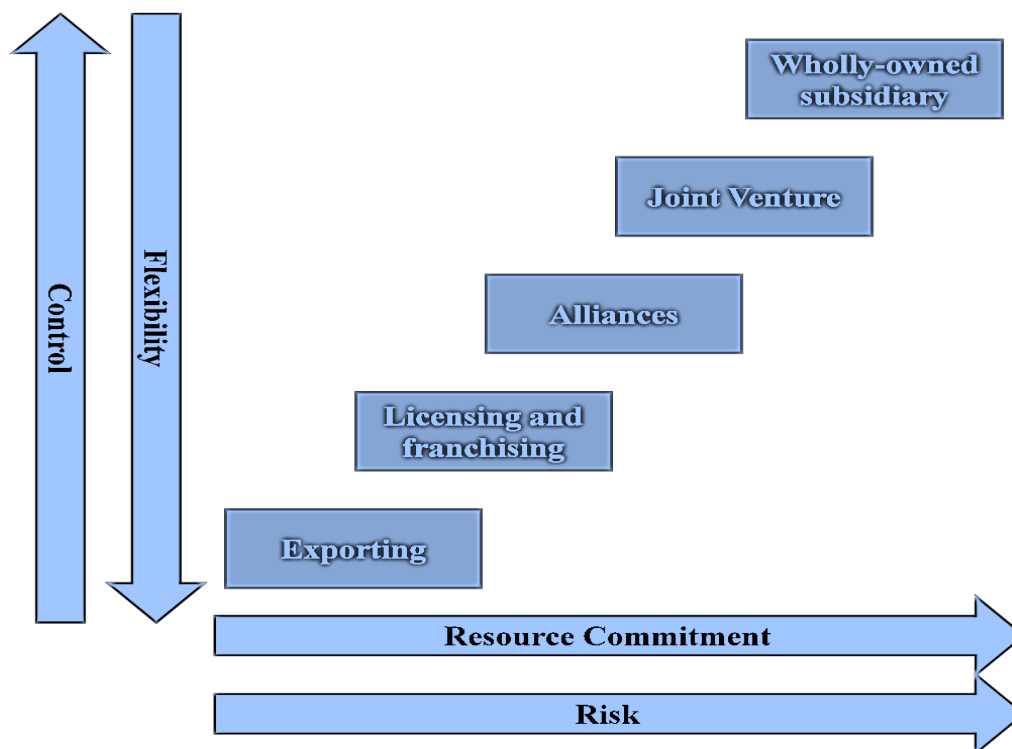 Wholly-owned
subsidiary
Joint Venture
Control
Flexibility
Alliances
Licensing and
franchising
Exporting
Resource Commitment
Risk